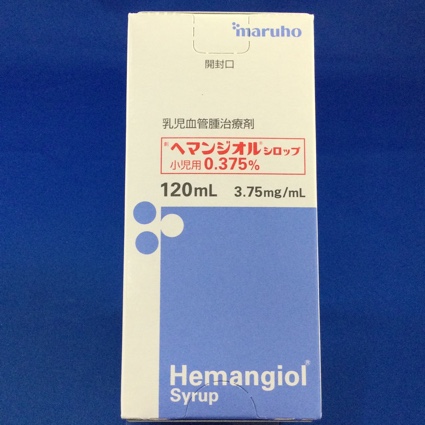 maruho
開封口
乳児血管腫治療剤
®ヘマンジオル®シロップ
小児用0.375%
120mL 3.75mg/mL
Hemangiol®
Syrup